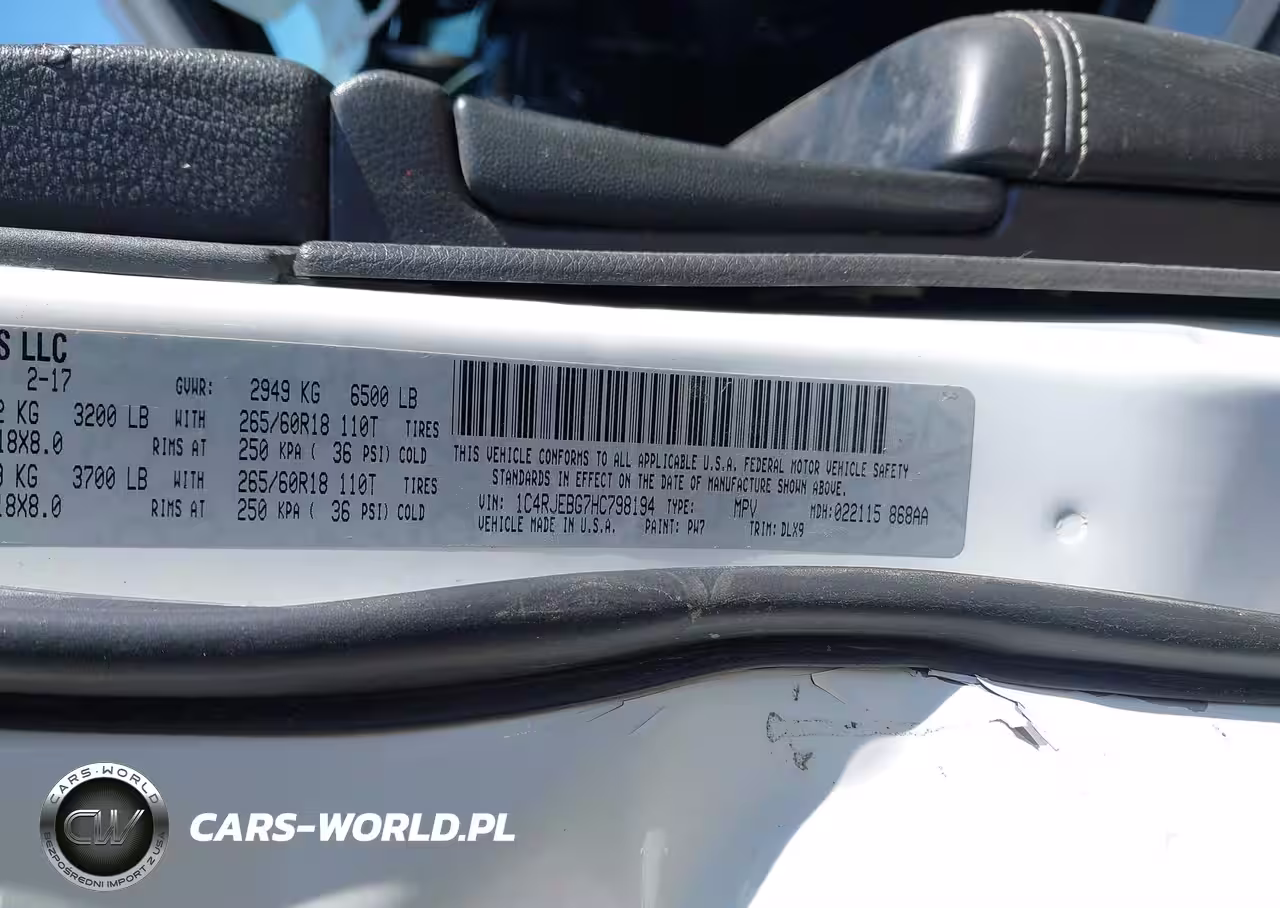 S LLC
2-17 GVWR: 2949 KG 6500 LB
2 KG 3200 LB WITH 265/60R18 110T TIRES
18X8.0 RIMS AT 250 KPA ( 36 PSI) COLD
KG 3700 LB WITH 265/60R18 110T TIRES
18X8.0 RIMS AT 250 KPA ( 36 PSI) COLD
THIS VEHICLE CONFORMS TO ALL APPLICABLE U.S.A. FEDERAL MOTOR VEHICLE SAFETY
STANDARDS IN EFFECT ON THE DATE OF MANUFACTURE SHOWN ABOVE.
VIN: 1C4RJEBG7HC798194 TYPE: MPV MDH:022115 868AA
VEHICLE MADE IN U.S.A. PAINT: PW7 TRIM: DLX9
CARS-WORLD
CW
BEZPOŚREDNI IMPORT Z USA
CARS-WORLD.PL